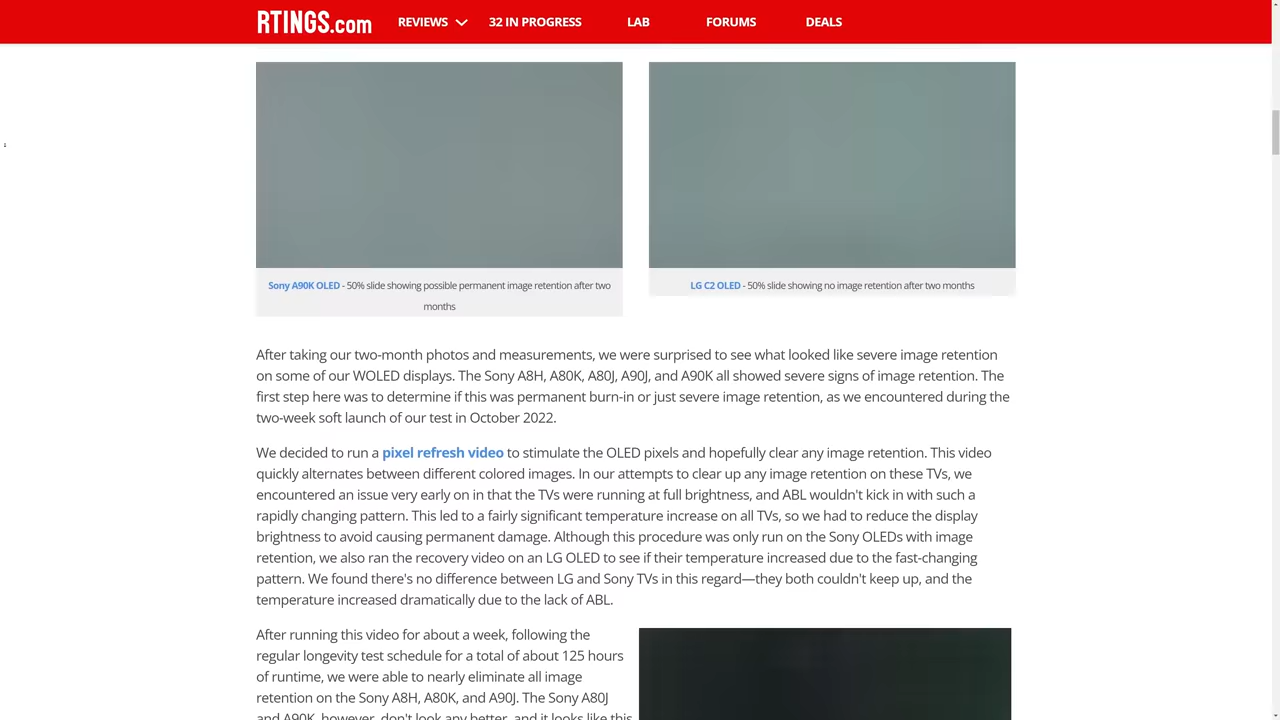 RTINGS.com REVIEWS 32 IN PROGRESS LAB FORUMS DEALS
Sony A90K OLED - 50% slide showing possible permanent image retention after two
months
LG C2 OLED - 50% slide showing no image retention after two months
After taking our two-month photos and measurements, we were surprised to see what looked like severe image retention
on some of our WOLED displays. The Sony A8H, A80K, A80J, A90J, and A90K all showed severe signs of image retention. The
first step here was to determine if this was permanent burn-in or just severe image retention, as we encountered during the
two-week soft launch of our test in October 2022.
We decided to run a pixel refresh video to stimulate the OLED pixels and hopefully clear any image retention. This video
quickly alternates between different colored images. In our attempts to clear up any image retention on these TVs, we
encountered an issue very early on in that the TVs were running at full brightness, and ABL wouldn't kick in with such a
rapidly changing pattern. This led to a fairly significant temperature increase on all TVs, so we had to reduce the display
brightness to avoid causing permanent damage. Although this procedure was only run on the Sony OLEDs with image
retention, we also ran the recovery video on an LG OLED to see if their temperature increased due to the fast-changing
pattern. We found there's no difference between LG and Sony TVs in this regard—they both couldn't keep up, and the
temperature increased dramatically due to the lack of ABL.
After running this video for about a week, following the
regular longevity test schedule for a total of about 125 hours
of runtime, we were able to nearly eliminate all image
retention on the Sony A8H, A80K, and A90J. The Sony A80J
and A90K, however, don't look any better, and it looks like this